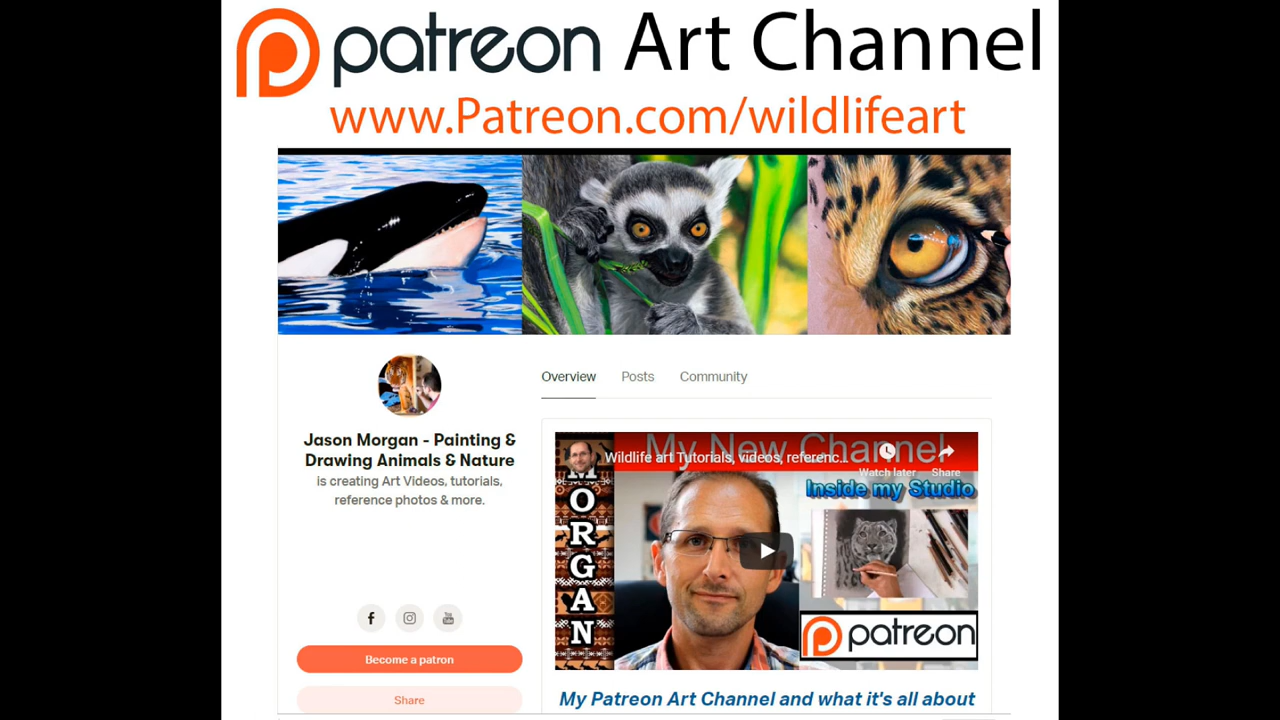 patreon Art Channel
www.Patreon.com/wildlifeart
Overview Posts Community
Jason Morgan - Painting &
Drawing Animals & Nature
is creating Art Videos, tutorials,
reference photos & more.
Become a patron
Share
My New Channel
Wildlife art Tutorials, videos, referenc...
Watch later
Share
MORGAN
Inside my Studio
patreon
My Patreon Art Channel and what it's all about